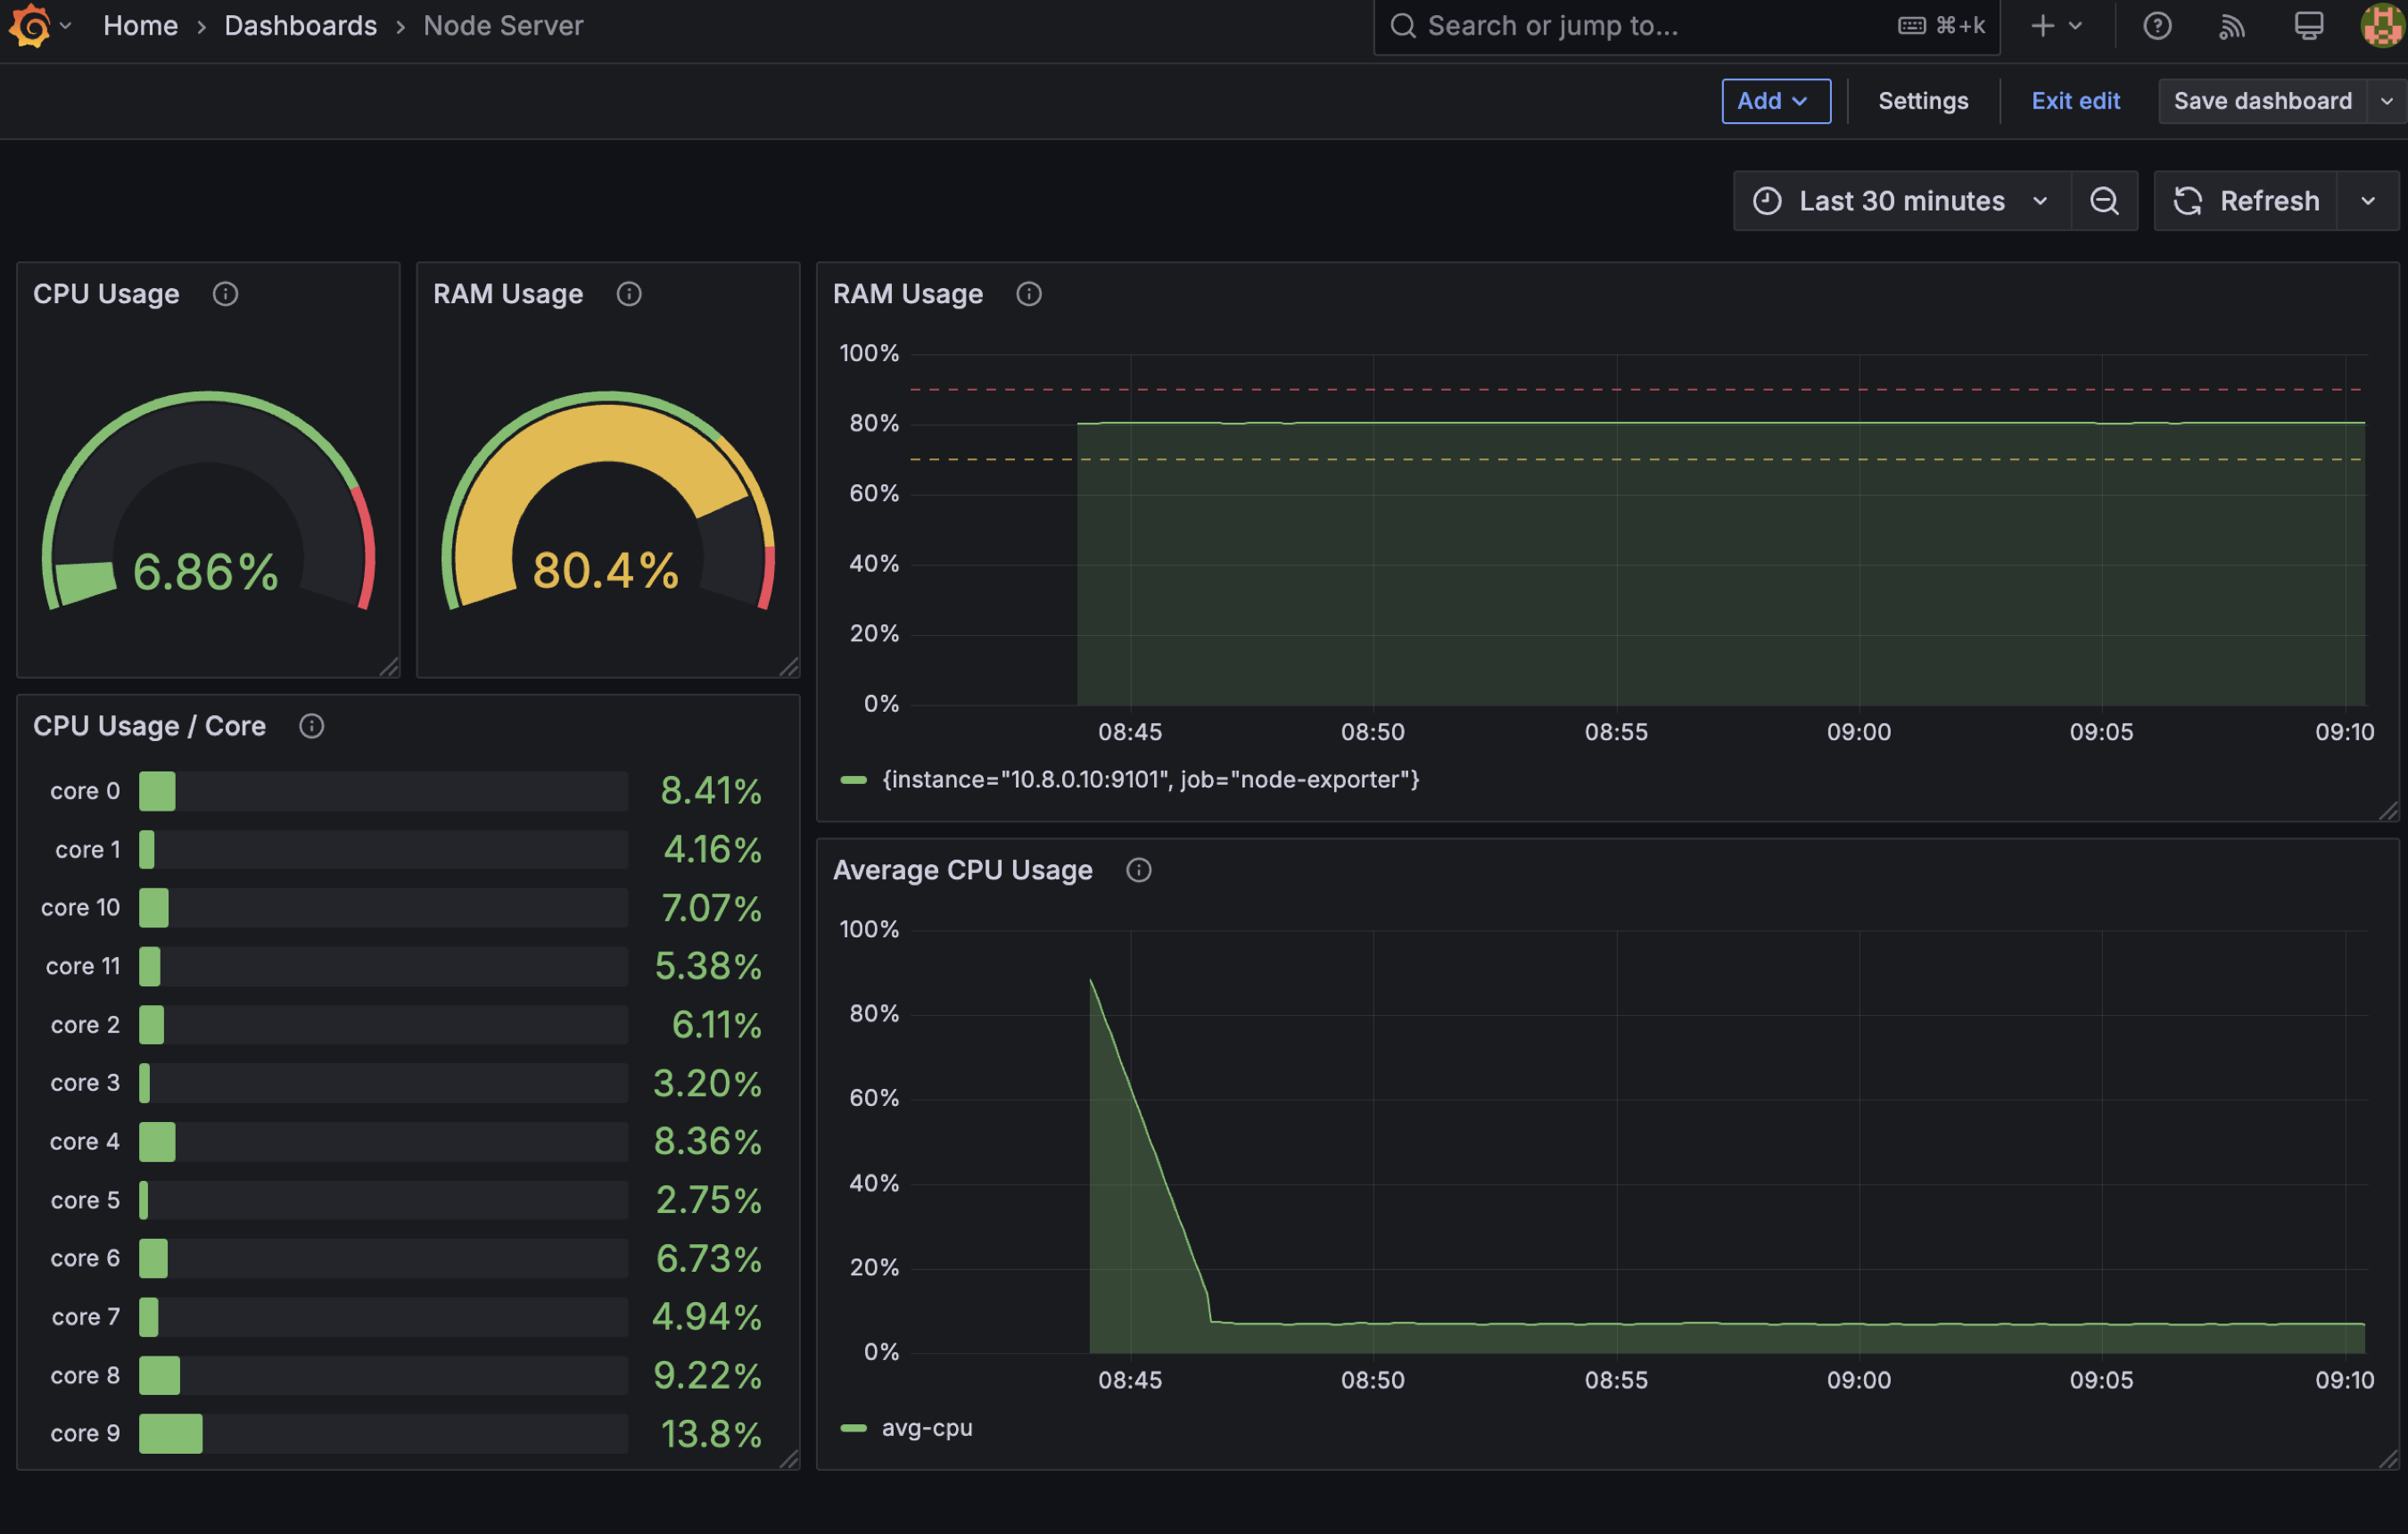 Home › Dashboards › Node Server
Search or jump to...
⌘+k
Add
Settings
Exit edit
Save dashboard
Last 30 minutes
Refresh
CPU Usage
6.86%
RAM Usage
80.4%
RAM Usage
100%
80%
60%
40%
20%
0%
08:45 08:50 08:55 09:00 09:05 09:10
{instance="10.8.0.10:9101", job="node-exporter"}
CPU Usage / Core
core 0 8.41%
core 1 4.16%
core 10 7.07%
core 11 5.38%
core 2 6.11%
core 3 3.20%
core 4 8.36%
core 5 2.75%
core 6 6.73%
core 7 4.94%
core 8 9.22%
core 9 13.8%
Average CPU Usage
100%
80%
60%
40%
20%
0%
08:45 08:50 08:55 09:00 09:05 09:10
avg-cpu